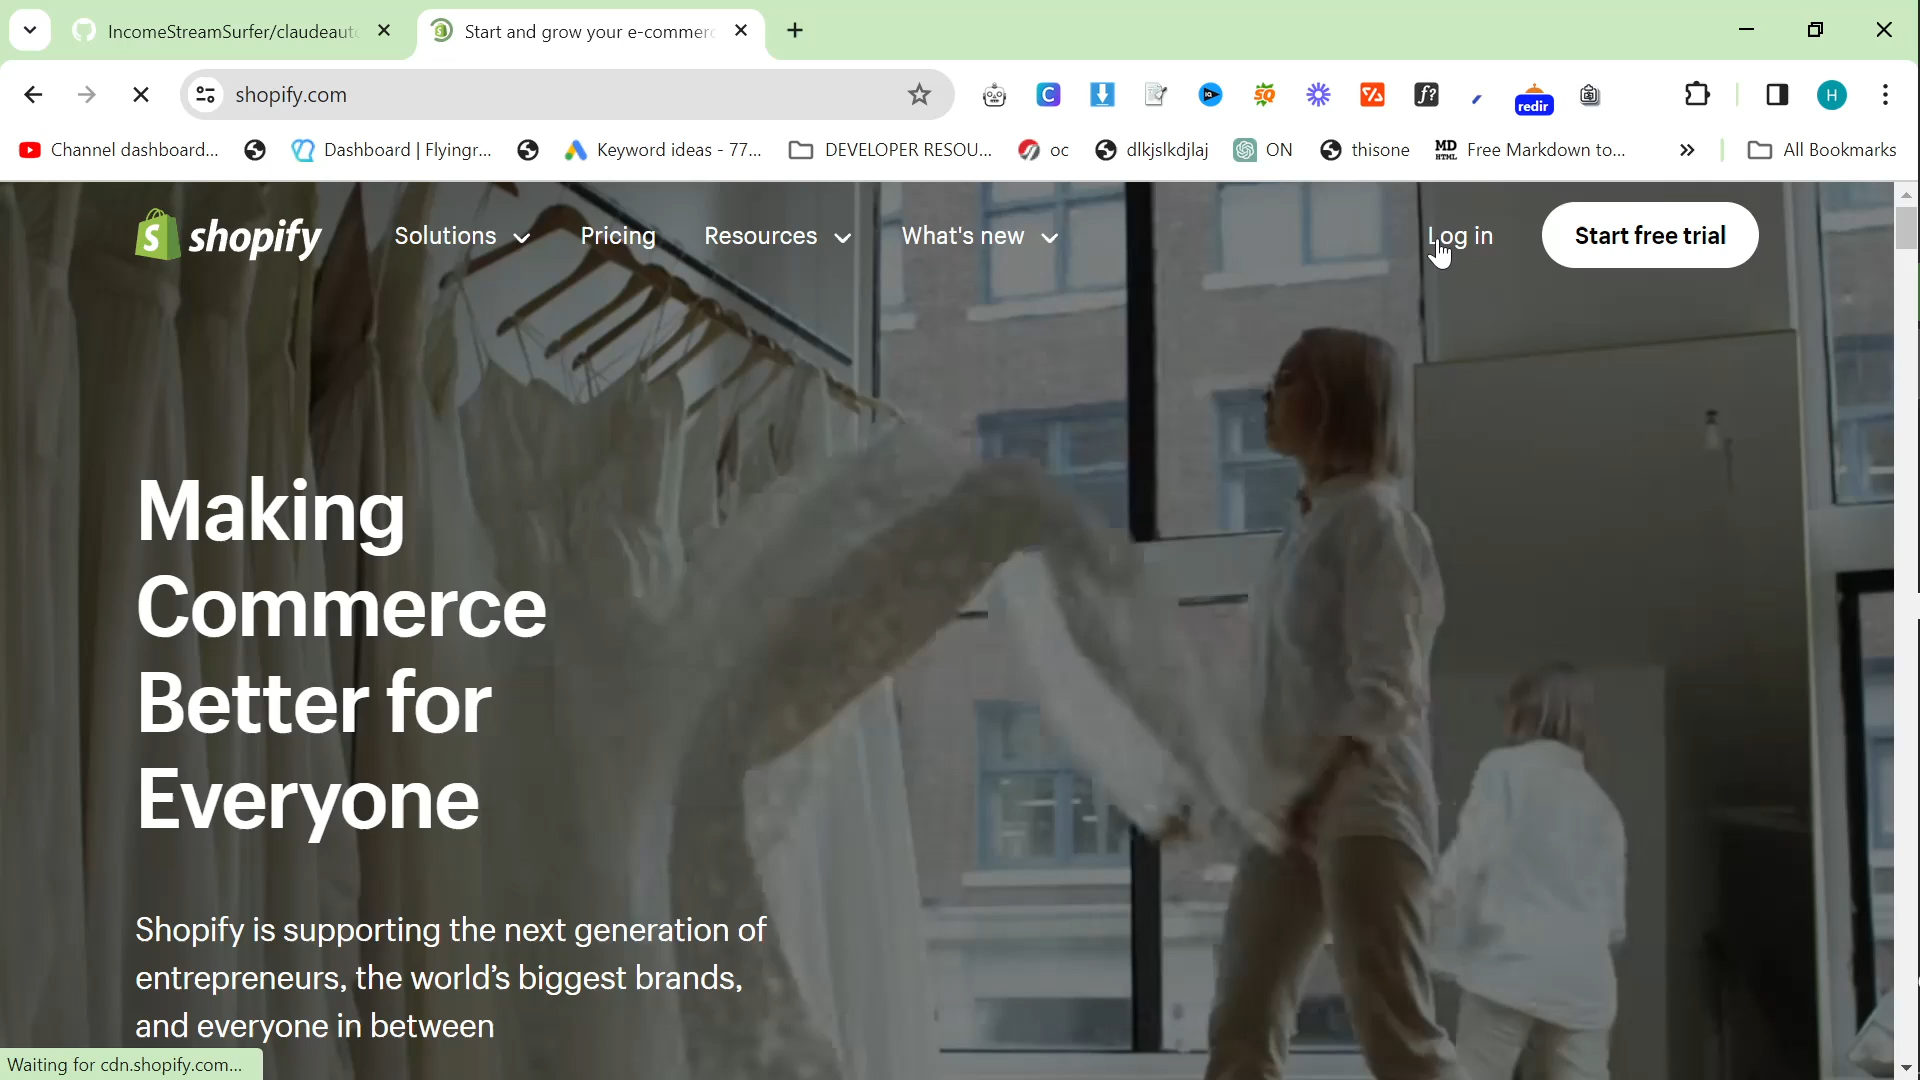 IncomeStreamSurfer/claudeaut
Start and grow your e-commerc
shopify.com
redir
H
Channel dashboard...
Dashboard | Flyingr...
Keyword ideas - 77...
DEVELOPER RESOU...
oc
dlkjslkdjlaj
ON
thisone
MD HTML
Free Markdown to...
All Bookmarks
shopify
Solutions
Pricing
Resources
What's new
Log in
Start free trial
Making
Commerce
Better for
Everyone
Shopify is supporting the next generation of
entrepreneurs, the world’s biggest brands,
and everyone in between
Waiting for cdn.shopify.com...